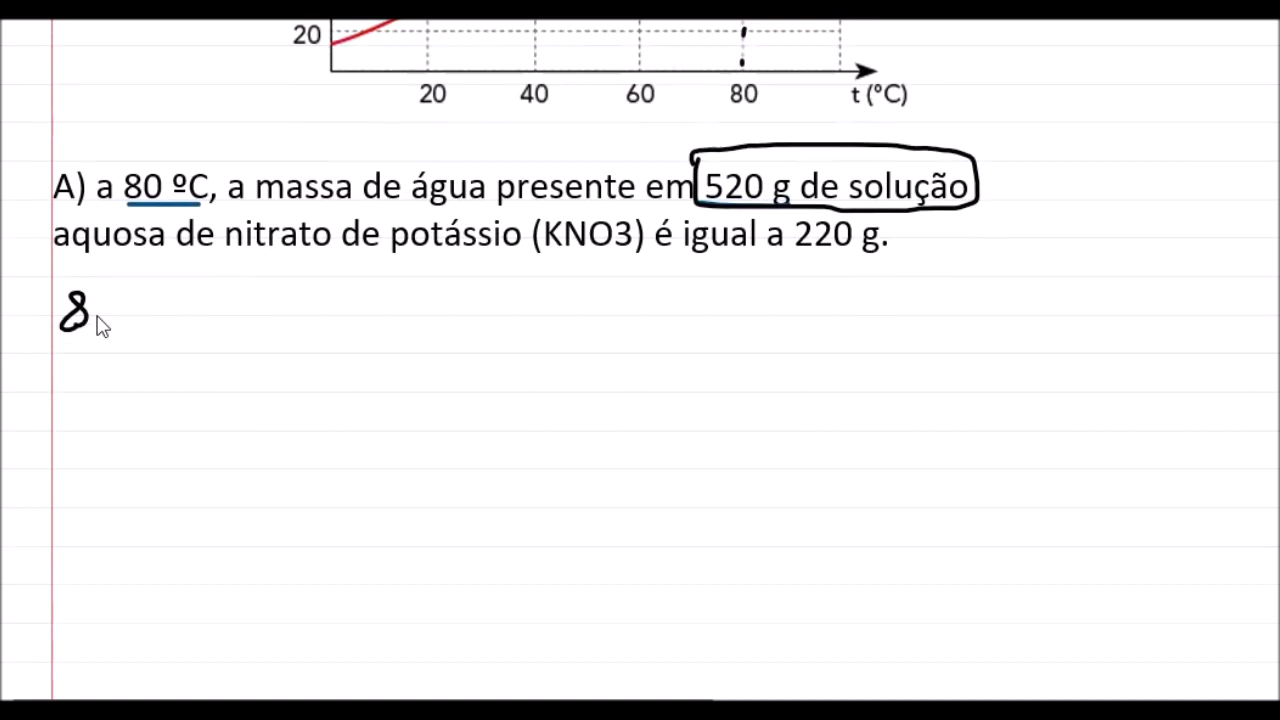 20
20 40 60 80 t (°C)
A) a 80 ºC, a massa de água presente em 520 g de solução
aquosa de nitrato de potássio (KNO3) é igual a 220 g.
8